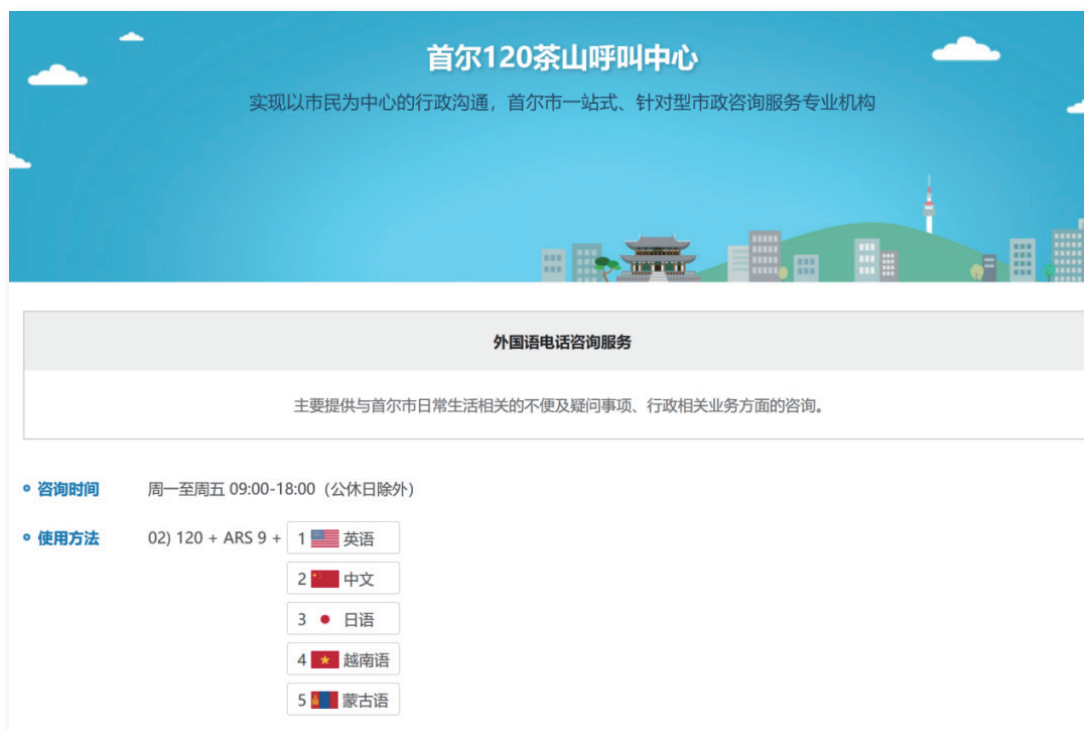 首尔120茶山呼叫中心
实现以市民为中心的行政沟通，首尔市一站式、针对型市政咨询服务专业机构
外国语电话咨询服务
主要提供与首尔市日常生活相关的不便及疑问事项、行政相关业务方面的咨询。
咨询时间 周一至周五 09:00-18:00（公休日除外）
使用方法 02) 120 + ARS 9 + 1 英语
2 中文
3 日语
4 越南语
5 蒙古语